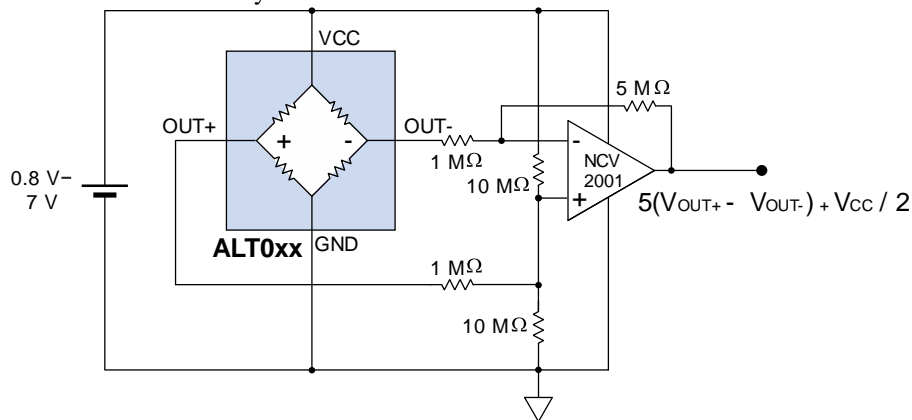 VCC
5 MΩ
OUT+
OUT-
+
-
-
1 MΩ
NCV
2001
10 MΩ
+
0.8 V–
7 V
5(VOUT+ - VOUT-) + VCC / 2
ALT0xx
GND
1 MΩ
10 MΩ